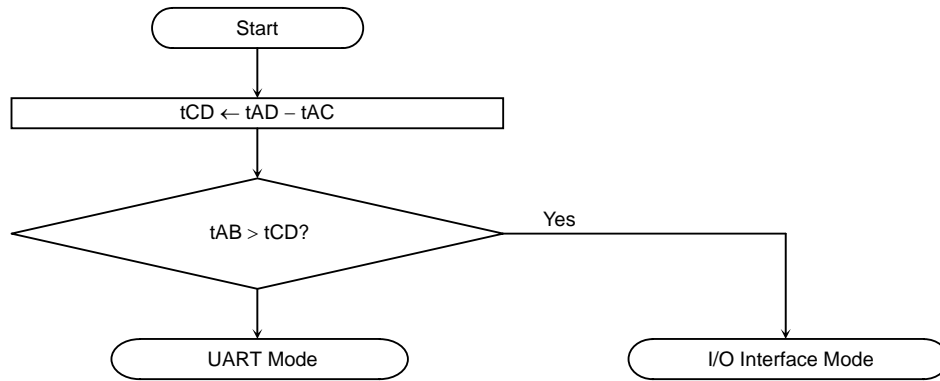 Start
tCD ← tAD − tAC
tAB > tCD?
Yes
UART Mode
I/O Interface Mode